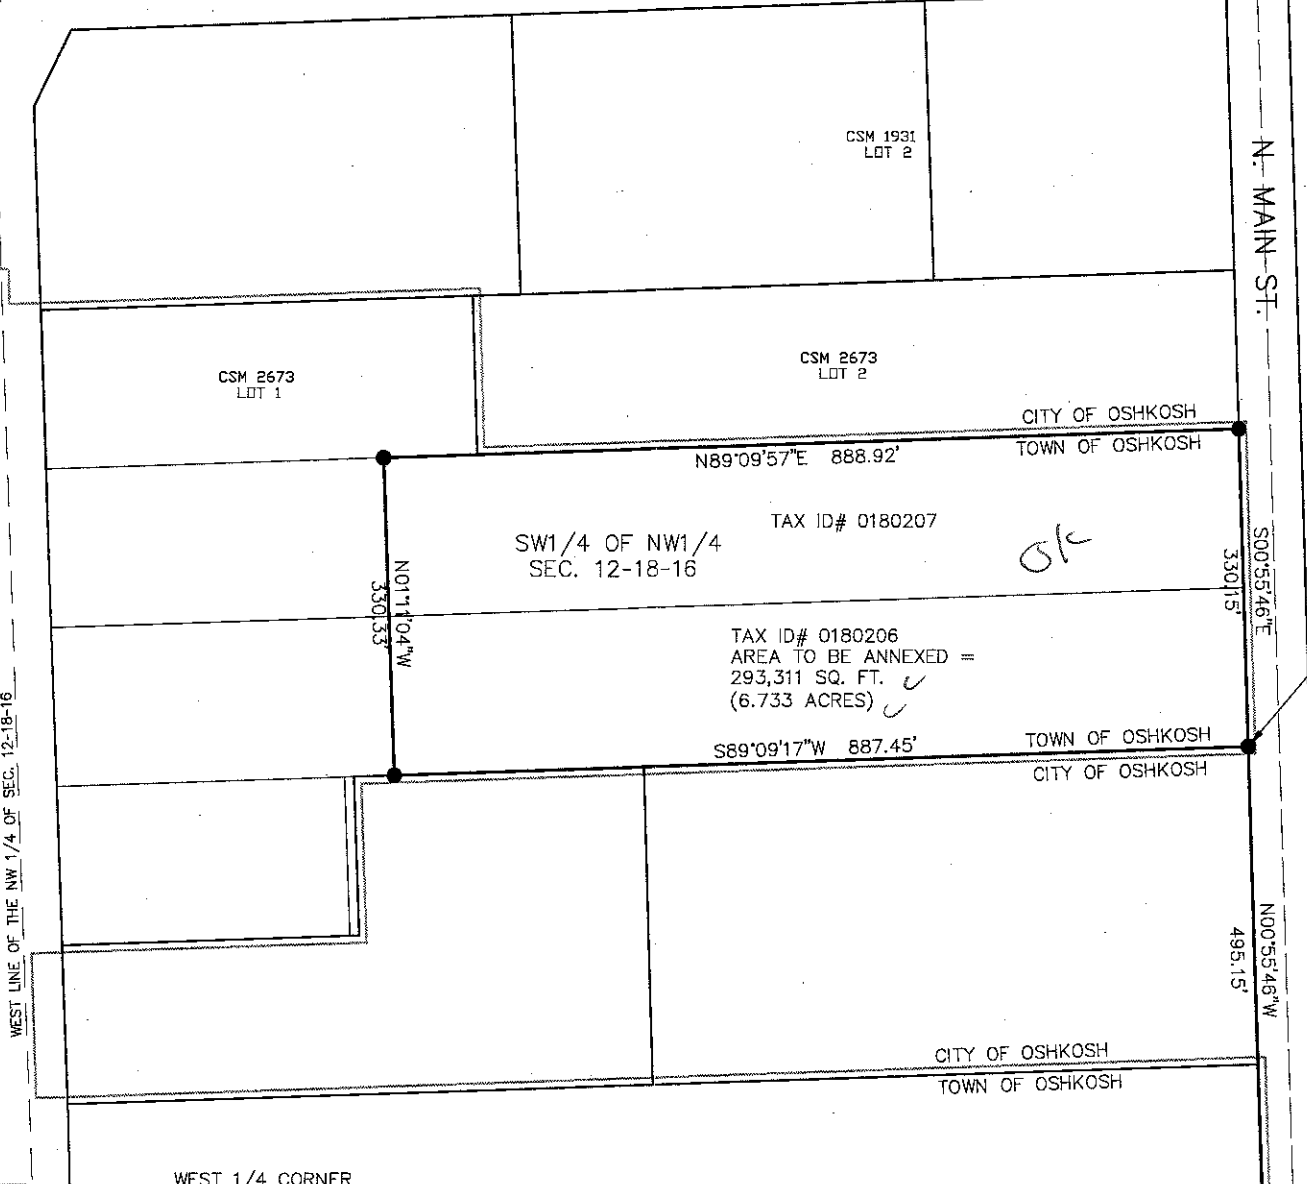 CSM 1931
LOT 2
N. MAIN ST.
CSM 2673
LOT 1
CSM 2673
LOT 2
CITY OF OSHKOSH
TOWN OF OSHKOSH
N89°09'57"E 888.92'
TAX ID# 0180207
SW1/4 OF NW1/4
SEC. 12-18-16
OK
S00°55'46"E
330.15'
N01°11'04"W
330.33'
TAX ID# 0180206
AREA TO BE ANNEXED =
293,311 SQ. FT.
(6.733 ACRES)
S89°09'17"W 887.45'
TOWN OF OSHKOSH
CITY OF OSHKOSH
WEST LINE OF THE NW 1/4 OF SEC. 12-18-16
N00°55'46"W
495.15'
CITY OF OSHKOSH
TOWN OF OSHKOSH
WEST 1/4 CORNER